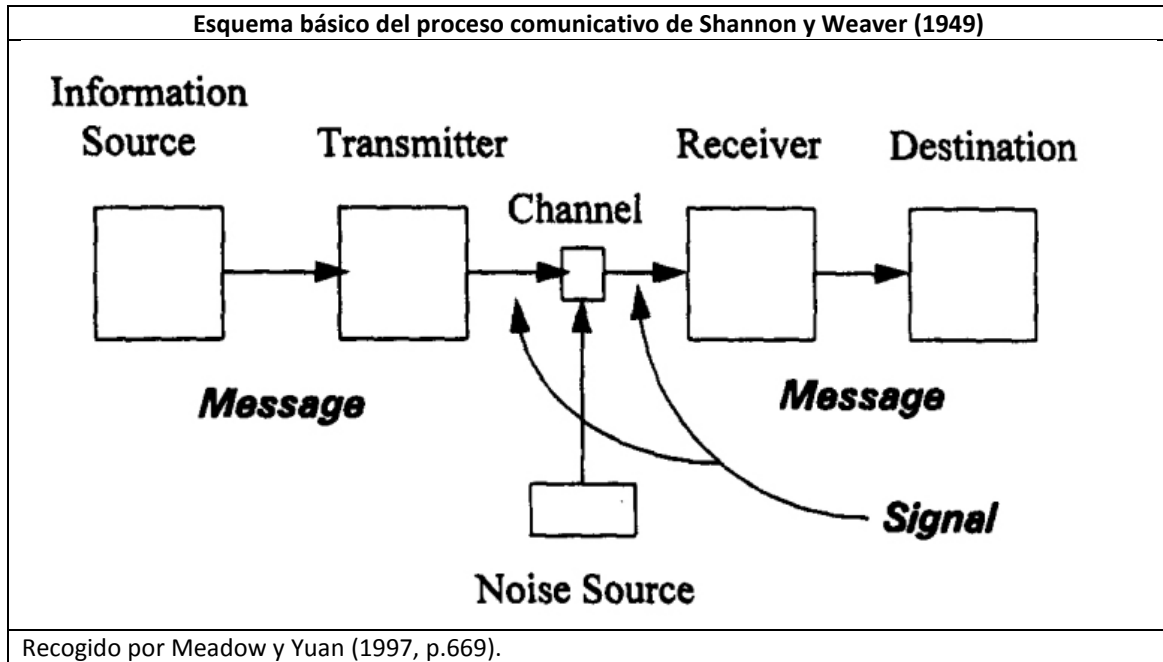 Esquema básico del proceso comunicativo de Shannon y Weaver (1949)
Information
Source
Transmitter
Channel
Receiver
Destination
Message
Message
Signal
Noise Source
Recogido por Meadow y Yuan (1997, p.669).